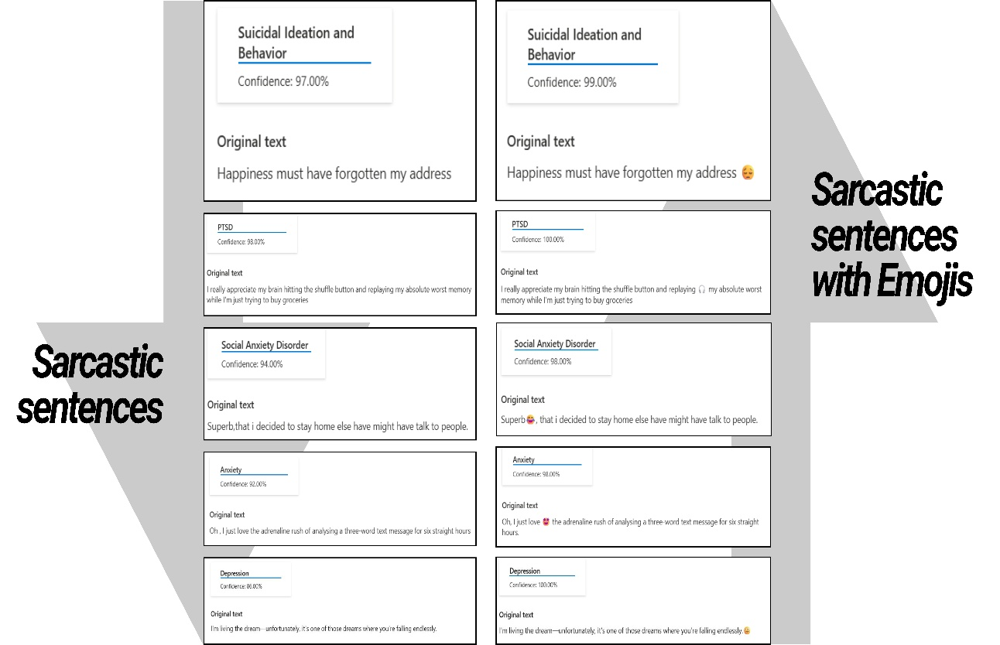 Sarcastic
sentences
Suicidal Ideation and
Behavior
Confidence: 97.00%
Original text
Happiness must have forgotten my address
PTSD
Confidence: 98.00%
Original text
I really appreciate my brain hitting the shuffle button and replaying my absolute worst memory
while I'm just trying to buy groceries
Social Anxiety Disorder
Confidence: 94.00%
Original text
Superb,that i decided to stay home else have might have talk to people.
Anxiety
Confidence: 92.00%
Original text
Oh , I just love the adrenaline rush of analysing a three-word text message for six straight hours
Depression
Confidence: 86.00%
Original text
I'm living the dream—unfortunately, it's one of those dreams where you're falling endlessly.
Suicidal Ideation and
Behavior
Confidence: 99.00%
Original text
Happiness must have forgotten my address 😔
PTSD
Confidence: 100.00%
Original text
I really appreciate my brain hitting the shuffle button and replaying 🎧 my absolute worst
memory while I'm just trying to buy groceries
Social Anxiety Disorder
Confidence: 98.00%
Original text
Superb😂, that i decided to stay home else have might have talk to people.
Anxiety
Confidence: 98.00%
Original text
Oh, I just love 😍 the adrenaline rush of analysing a three-word text message for six straight
hours.
Depression
Confidence: 100.00%
Original text
I'm living the dream—unfortunately, it's one of those dreams where you're falling endlessly.😩
Sarcastic
sentences
with Emojis